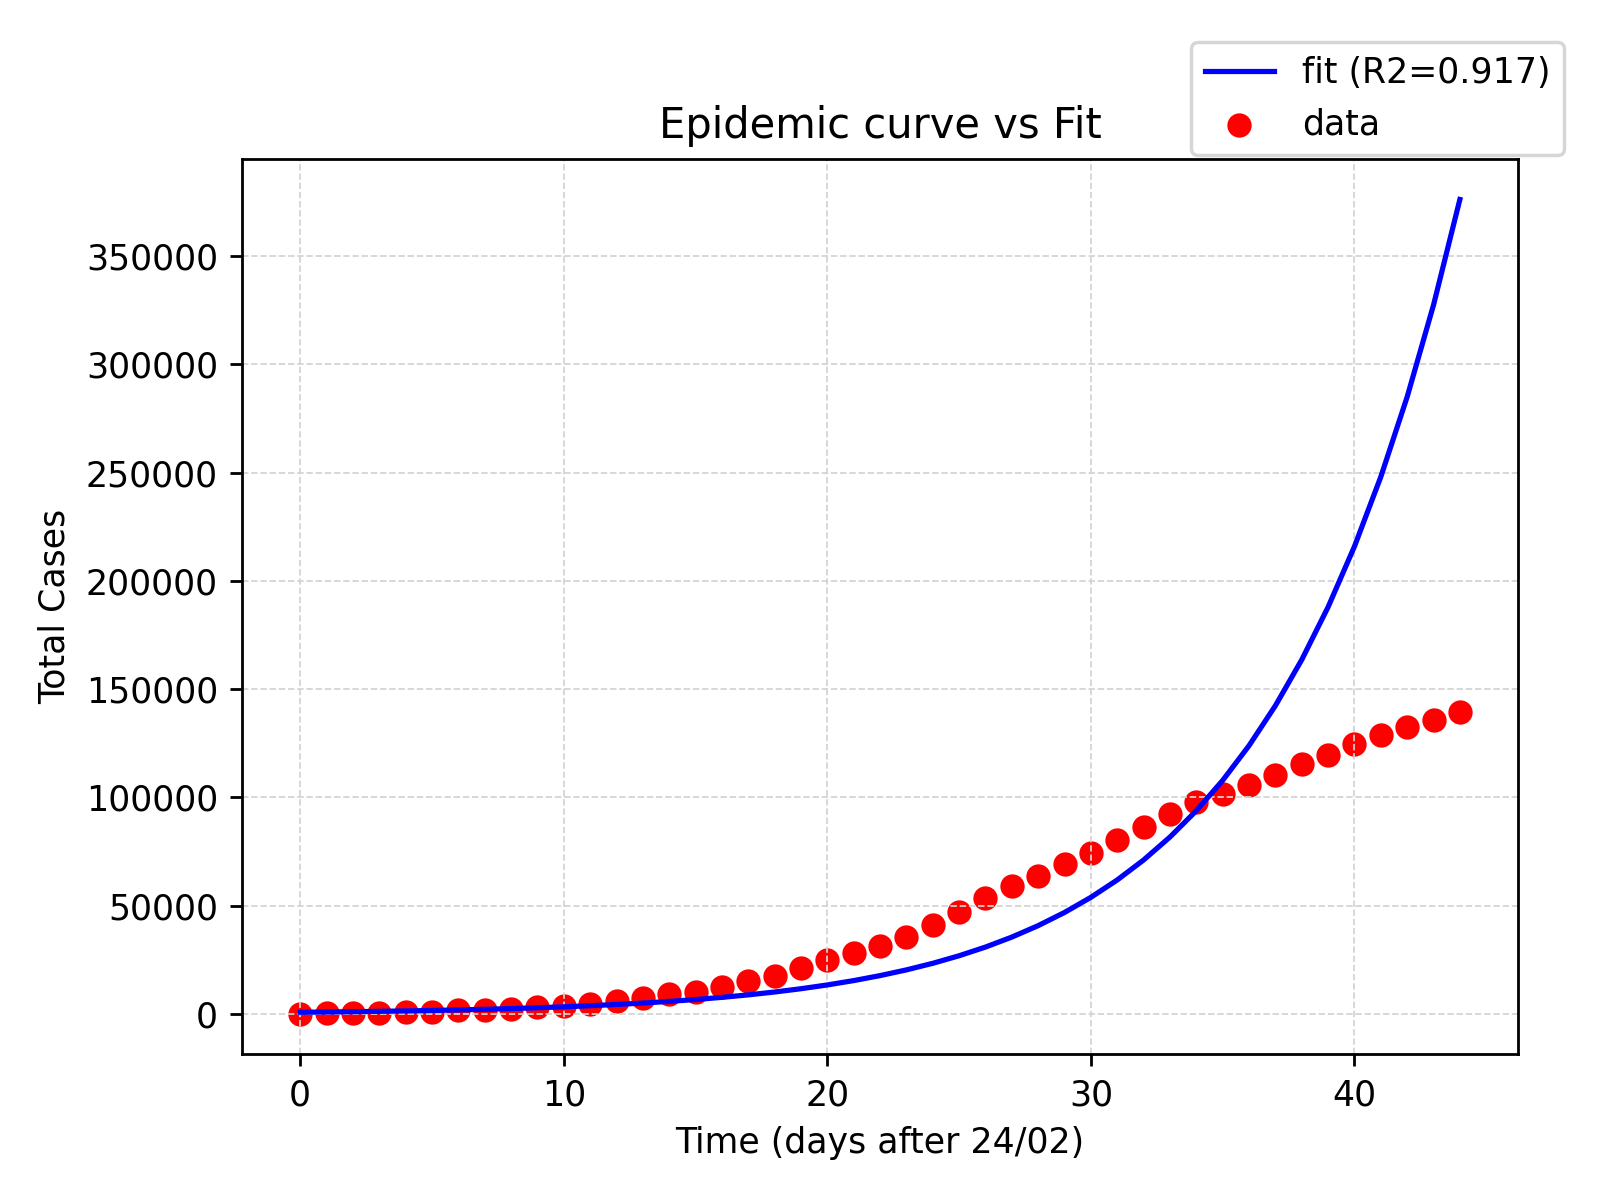 fit (R2=0.917)
data
Epidemic curve vs Fit
Total Cases
350000
300000
250000
200000
150000
100000
50000
0
0 10 20 30 40
Time (days after 24/02)